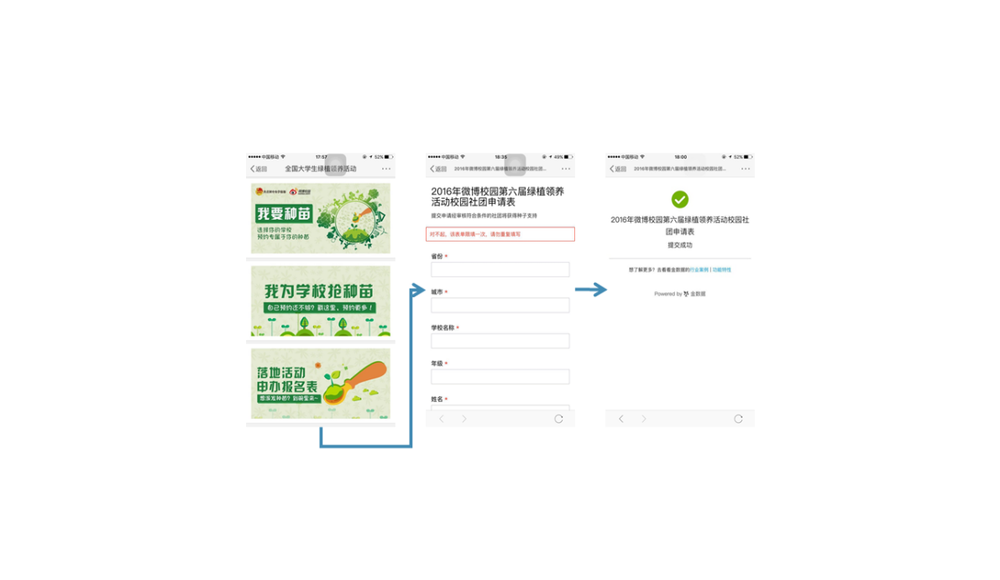 中国移动
17:57
52%
返回
全国大学生绿植领养活动
微博校园
我要种苗
选择你的学校
预约专属于你的种苗
我为学校抢种苗
自己预约还不够？戳这里，预约更多！
落地活动
申办报名表
想派发种苗？到碗里来~
中国移动
18:35
49%
返回
2016年微博校园第六届绿植领养活动校园社团...
2016年微博校园第六届绿植领养
活动校园社团申请表
提交申请经审核符合条件的社团将获得种子支持
对不起，该表单限填一次，请勿重复填写
省份 *
城市 *
学校名称 *
年级 *
姓名 *
中国移动
18:00
52%
返回
2016年微博校园第六届绿植领养活动校园社团...
2016年微博校园第六届绿植领养活动校园社
团申请表
提交成功
想了解更多？去看看金数据的行业案例 | 功能特性
Powered by 金数据